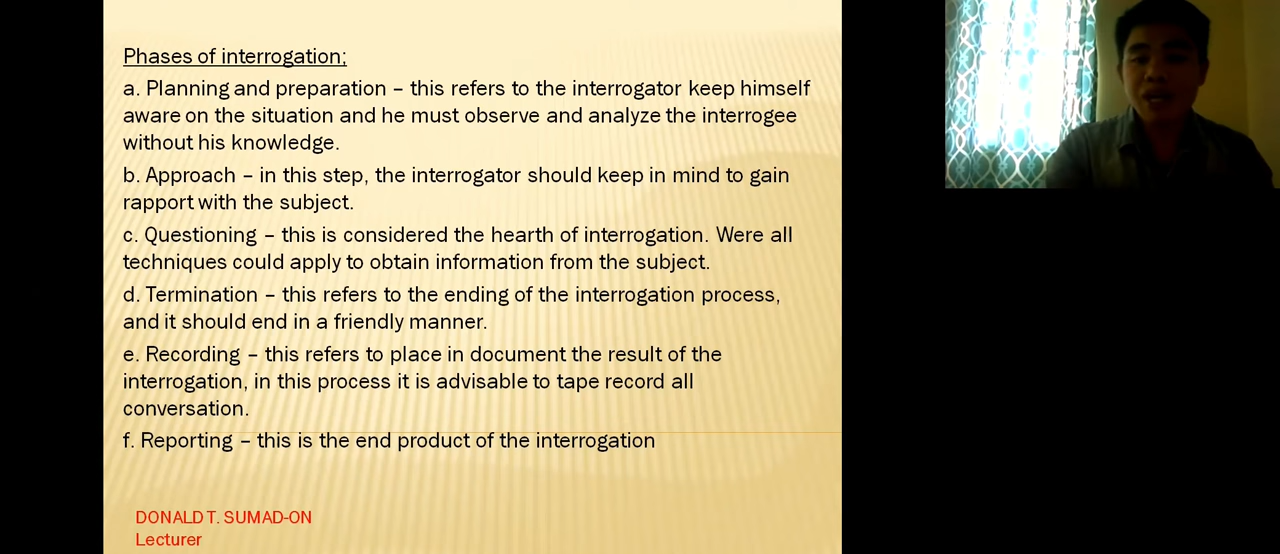 Phases of interrogation;
a. Planning and preparation – this refers to the interrogator keep himself
aware on the situation and he must observe and analyze the interrogee
without his knowledge.
b. Approach – in this step, the interrogator should keep in mind to gain
rapport with the subject.
c. Questioning – this is considered the hearth of interrogation. Were all
techniques could apply to obtain information from the subject.
d. Termination – this refers to the ending of the interrogation process,
and it should end in a friendly manner.
e. Recording – this refers to place in document the result of the
interrogation, in this process it is advisable to tape record all
conversation.
f. Reporting – this is the end product of the interrogation
DONALD T. SUMAD-ON
Lecturer